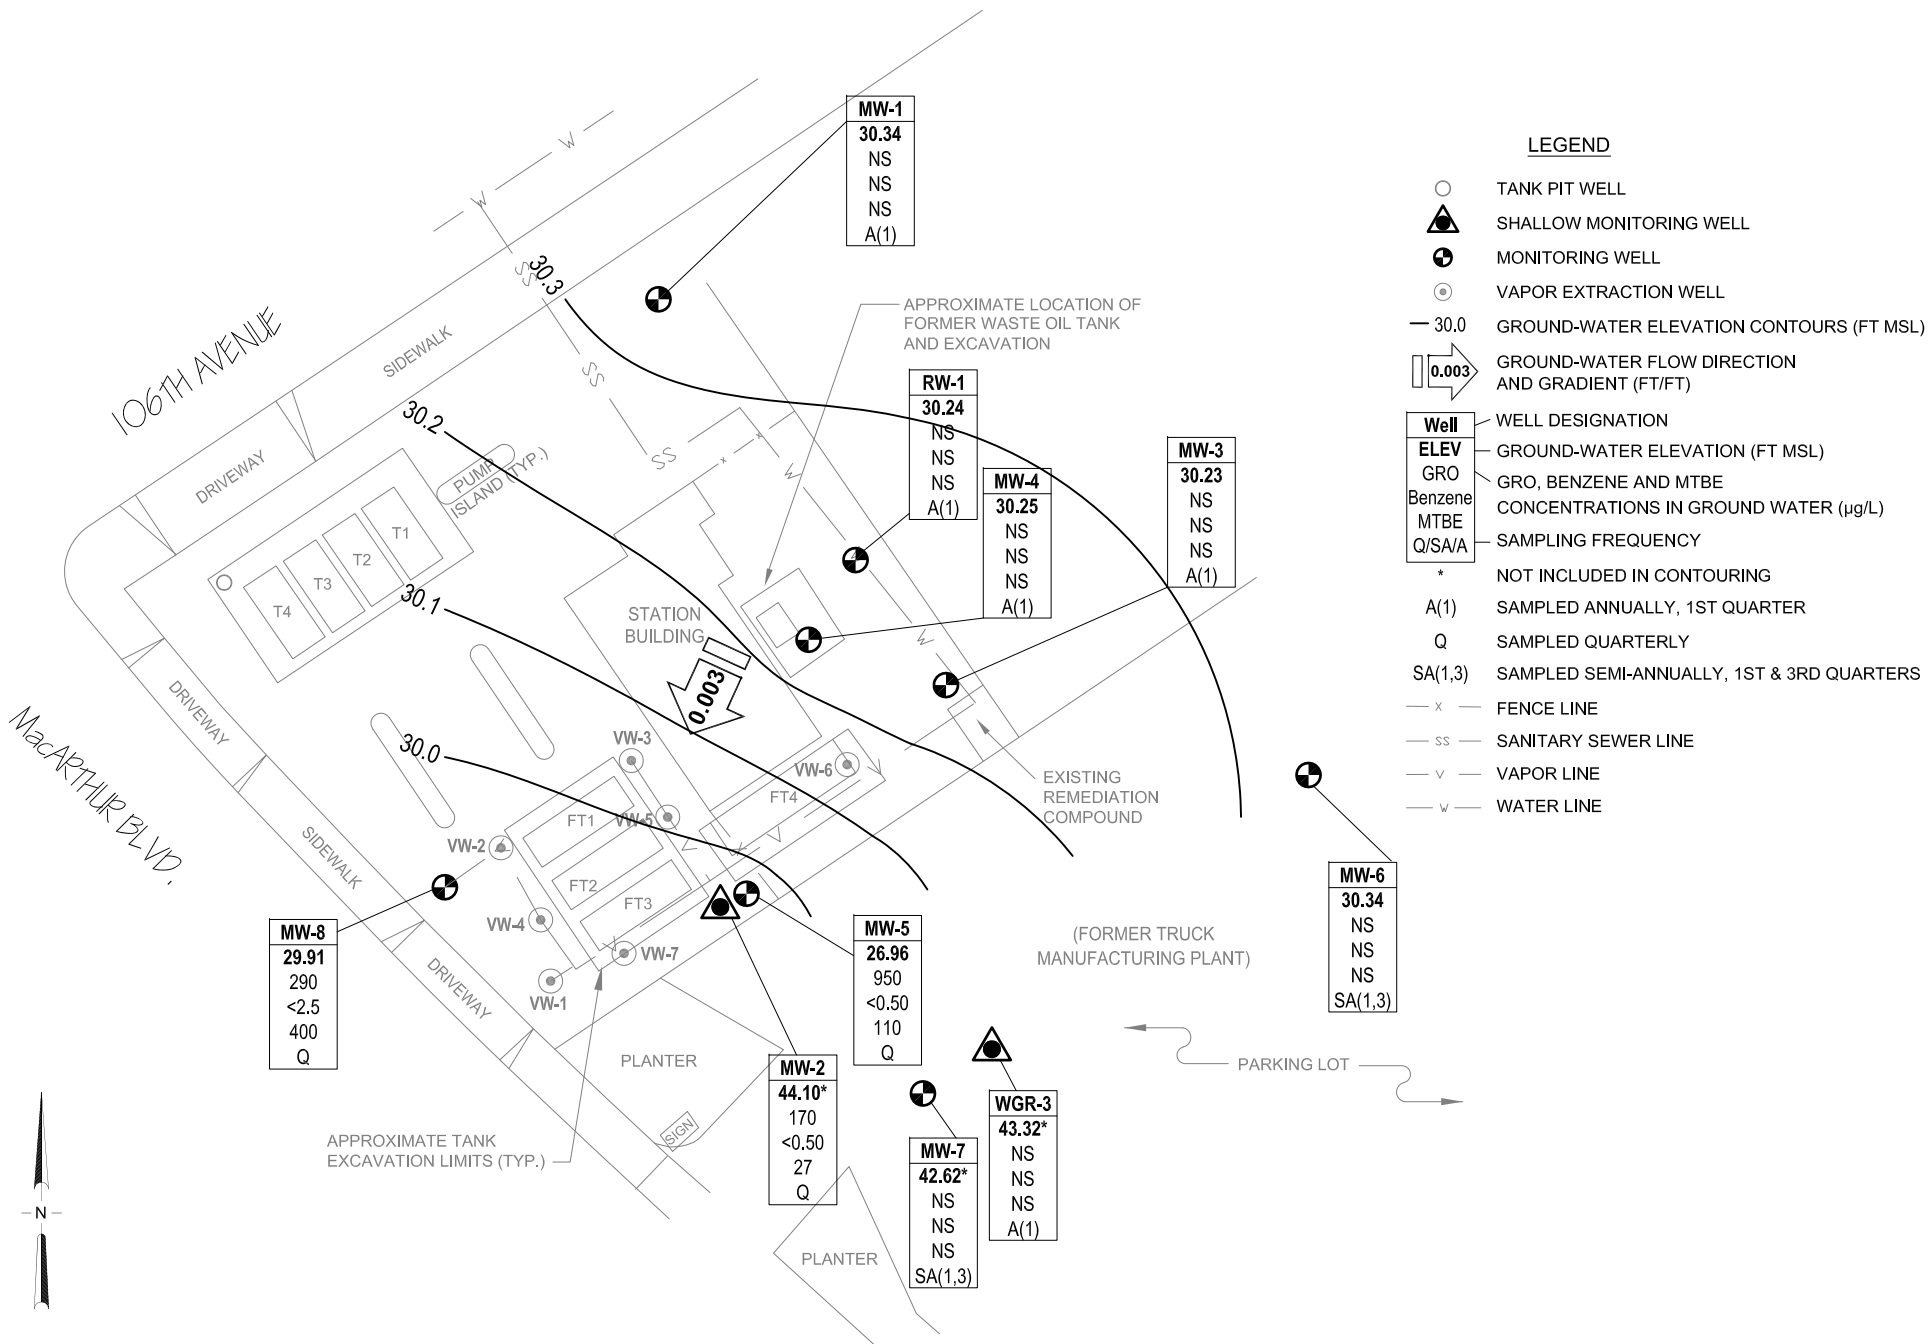 MW-1
30.34
NS
NS
NS
A(1)
W
W
SS
SS
SS
30.3
106TH AVENUE
SIDEWALK
DRIVEWAY
APPROXIMATE LOCATION OF
FORMER WASTE OIL TANK
AND EXCAVATION
RW-1
30.24
NS
NS
NS
A(1)
MW-4
30.25
NS
NS
NS
A(1)
MW-3
30.23
NS
NS
NS
A(1)
30.2
PUMP
ISLAND (TYP.)
x
x
W
W
W
T1
T2
T3
T4
30.1
STATION
BUILDING
0.003
30.0
DRIVEWAY
MacARTHUR BLVD.
SIDEWALK
DRIVEWAY
VW-3
VW-6
VW-5
VW-2
VW-4
VW-7
VW-1
FT1
FT2
FT3
FT4
V
V
V
V
X
EXISTING
REMEDIATION
COMPOUND
MW-8
29.91
290
<2.5
400
Q
MW-5
26.96
950
<0.50
110
Q
MW-2
44.10*
170
<0.50
27
Q
(FORMER TRUCK
MANUFACTURING PLANT)
MW-6
30.34
NS
NS
NS
SA(1,3)
PARKING LOT
PLANTER
SIGN
APPROXIMATE TANK
EXCAVATION LIMITS (TYP.)
MW-7
42.62*
NS
NS
NS
SA(1,3)
WGR-3
43.32*
NS
NS
NS
A(1)
PLANTER
N
LEGEND
TANK PIT WELL
SHALLOW MONITORING WELL
MONITORING WELL
VAPOR EXTRACTION WELL
30.0 GROUND-WATER ELEVATION CONTOURS (FT MSL)
0.003 GROUND-WATER FLOW DIRECTION
AND GRADIENT (FT/FT)
Well WELL DESIGNATION
ELEV GROUND-WATER ELEVATION (FT MSL)
GRO GRO, BENZENE AND MTBE
Benzene CONCENTRATIONS IN GROUND WATER (µg/L)
MTBE
Q/SA/A SAMPLING FREQUENCY
* NOT INCLUDED IN CONTOURING
A(1) SAMPLED ANNUALLY, 1ST QUARTER
Q SAMPLED QUARTERLY
SA(1,3) SAMPLED SEMI-ANNUALLY, 1ST & 3RD QUARTERS
X FENCE LINE
SS SANITARY SEWER LINE
V VAPOR LINE
W WATER LINE